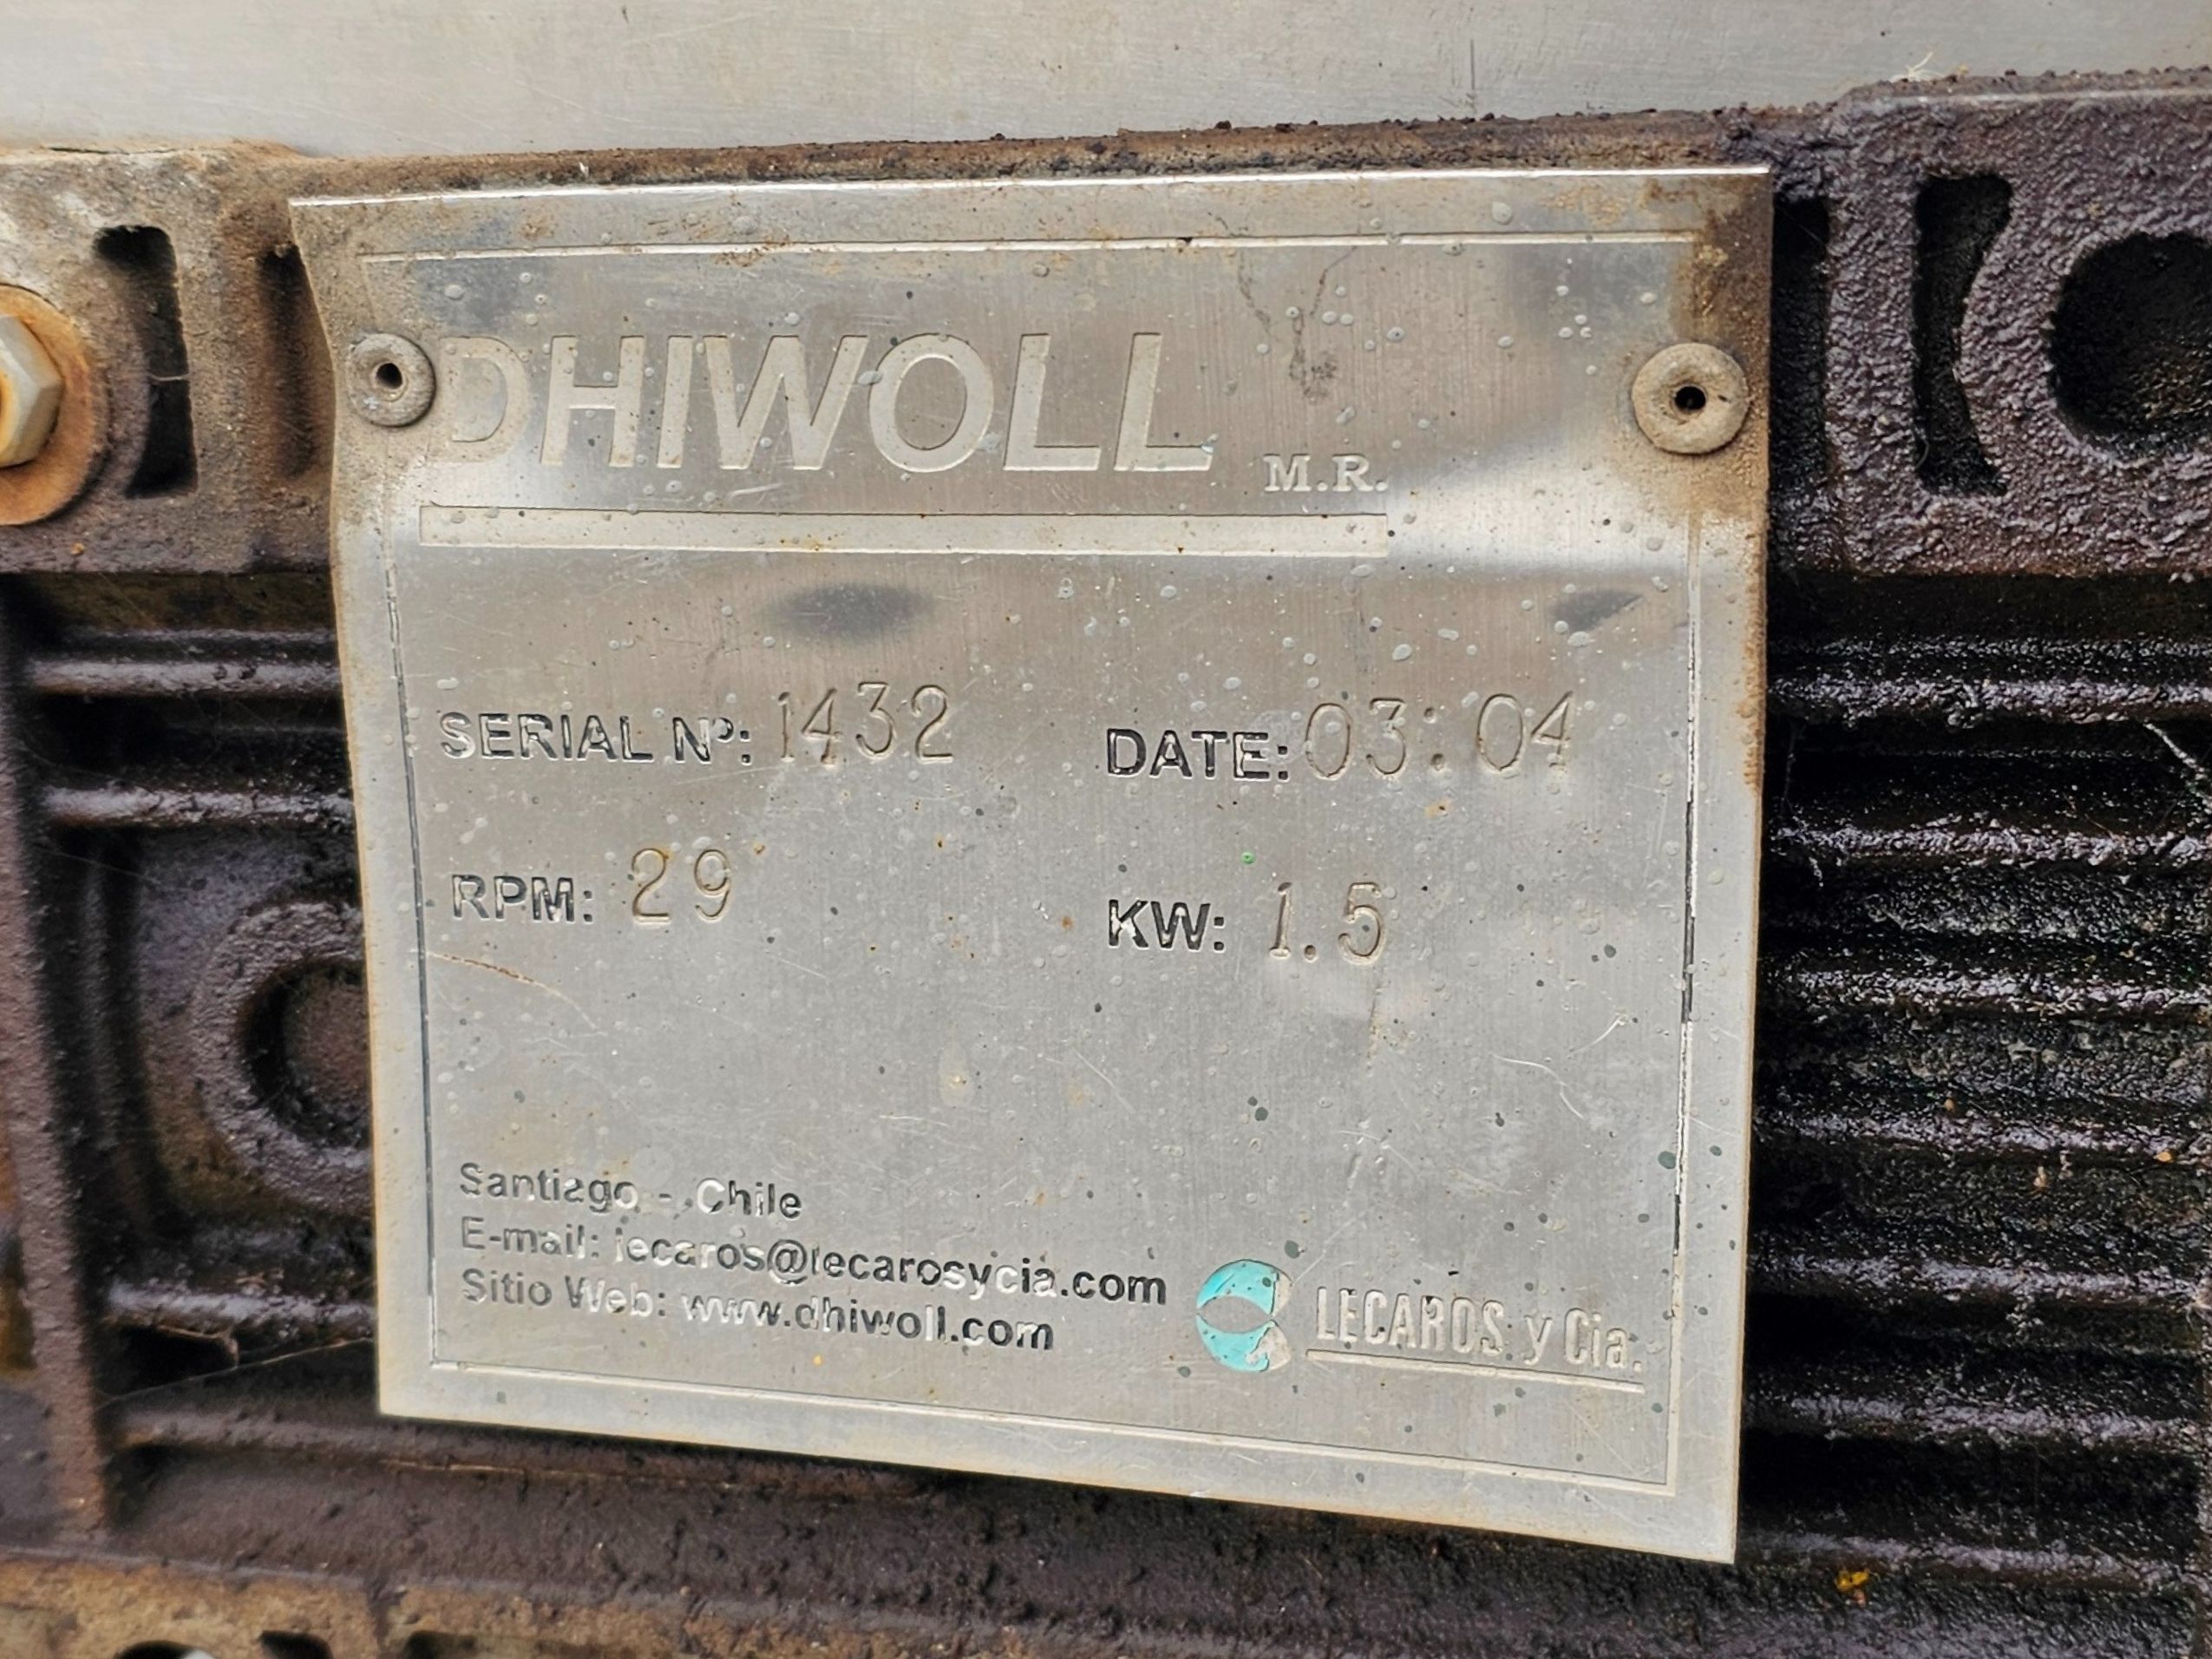 DHIWOLL M.R.
SERIAL Nº: 1432 DATE: 03:04
RPM: 29 KW: 1.5
Santiago - Chile
E-mail: lecaros@lecarosycia.com
Sitio Web: www.dhiwoll.com
LECAROS y Cia.